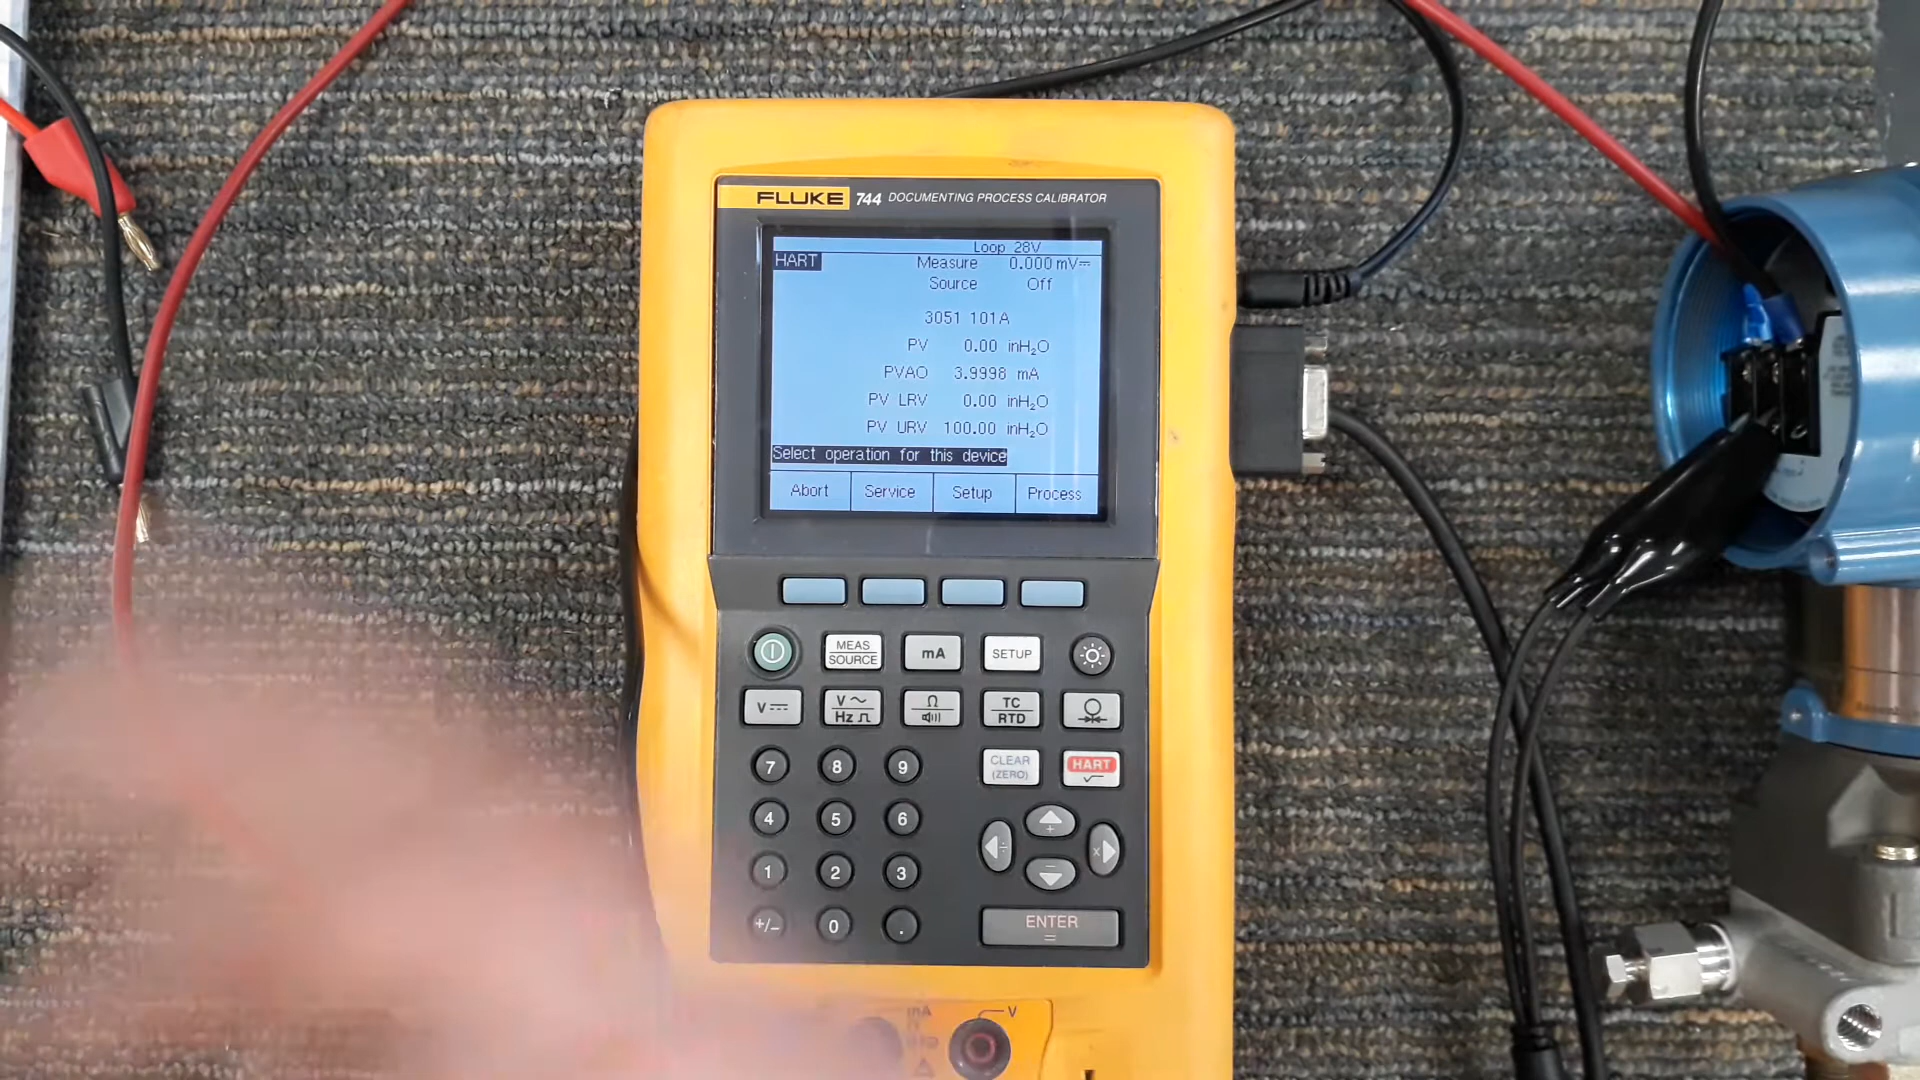 FLUKE 744 DOCUMENTING PROCESS CALIBRATOR
Loop 28V
HART Measure 0.000 mV
Source Off
3051 101A
PV 0.00 inH₂O
PVAO 3.9998 mA
PV LRV 0.00 inH₂O
PV URV 100.00 inH₂O
Select operation for this device
Abort Service Setup Process
MEAS SOURCE mA SETUP
V V Hz Ω TC RTD
7 8 9 CLEAR (ZERO) HART
4 5 6 + ÷ x
1 2 3 −
+/− 0 . ENTER =
mA V